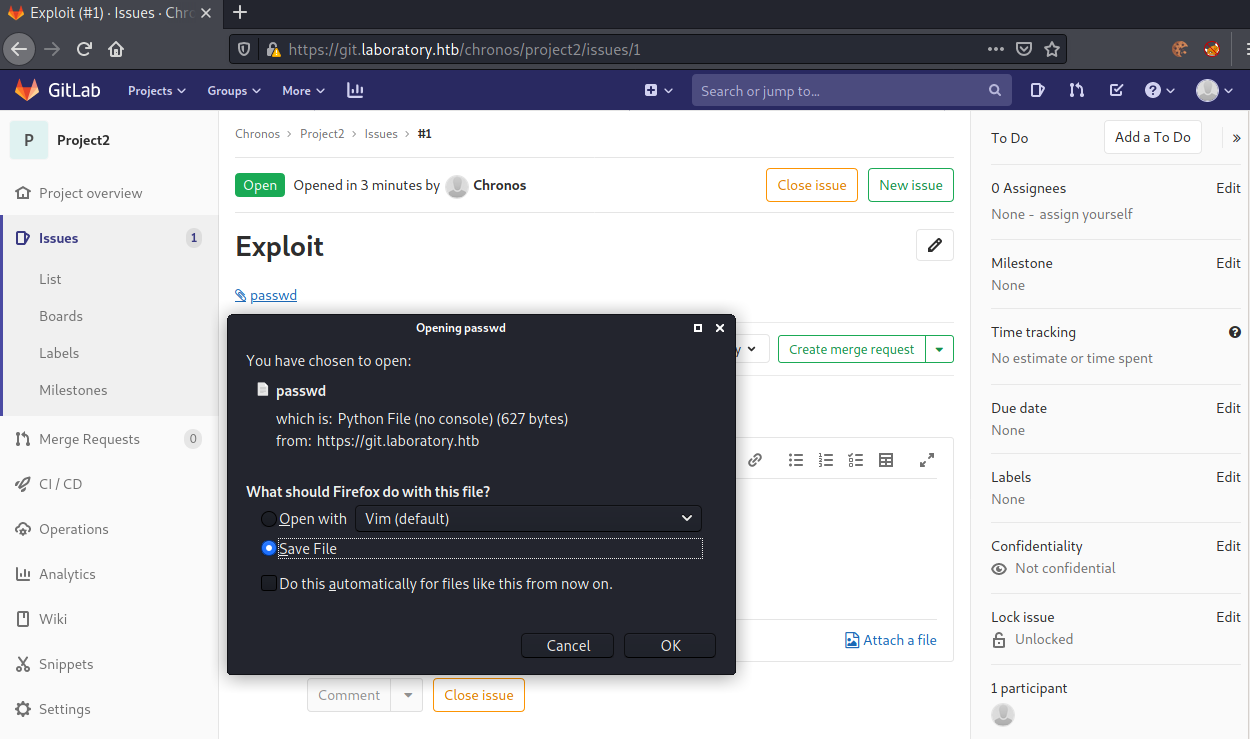 Exploit (#1) · Issues · Chro
https://git.laboratory.htb/chronos/project2/issues/1
GitLab
Projects
Groups
More
Search or jump to...
P
Project2
Project overview
Issues
1
List
Boards
Labels
Milestones
Merge Requests
0
CI / CD
Operations
Analytics
Wiki
Snippets
Settings
Chronos > Project2 > Issues > #1
Open
Opened in 3 minutes by Chronos
Close issue
New issue
Exploit
passwd
y
Create merge request
Opening passwd
You have chosen to open:
passwd
which is: Python File (no console) (627 bytes)
from: https://git.laboratory.htb
What should Firefox do with this file?
Open with
Vim (default)
Save File
Do this automatically for files like this from now on.
Cancel
OK
Attach a file
Comment
Close issue
To Do
Add a To Do
»
0 Assignees
Edit
None - assign yourself
Milestone
Edit
None
Time tracking
No estimate or time spent
Due date
Edit
None
Labels
Edit
None
Confidentiality
Edit
Not confidential
Lock issue
Edit
Unlocked
1 participant